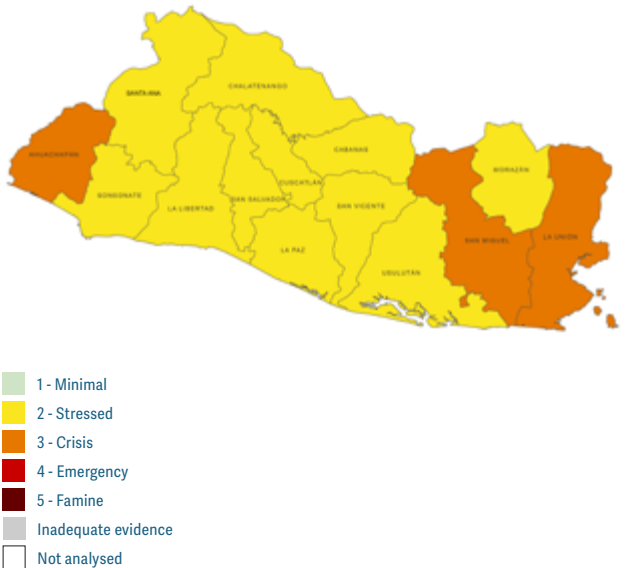 SANTA ANA
CHALATENANGO
AHUACHAPÁN
SONSONATE
LA LIBERTAD
SAN SALVADOR
CUSCATLÁN
CABAÑAS
SAN VICENTE
LA PAZ
USULUTÁN
SAN MIGUEL
MORAZÁN
LA UNIÓN
1 - Minimal
2 - Stressed
3 - Crisis
4 - Emergency
5 - Famine
Inadequate evidence
Not analysed